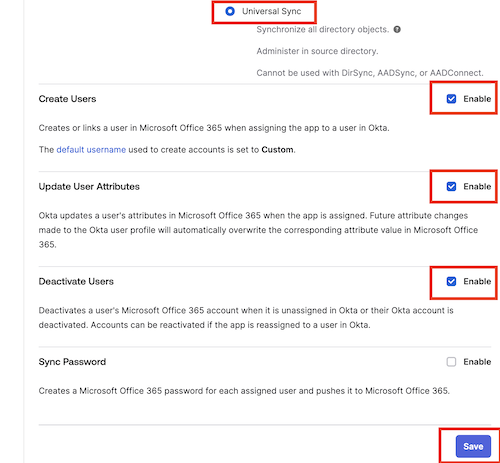 Universal Sync
Synchronize all directory objects. ?
Administer in source directory.
Cannot be used with DirSync, AADSync, or AADConnect.
Create Users
Enable
Creates or links a user in Microsoft Office 365 when assigning the app to a user in Okta.
The default username used to create accounts is set to Custom.
Update User Attributes
Enable
Okta updates a user's attributes in Microsoft Office 365 when the app is assigned. Future attribute changes
made to the Okta user profile will automatically overwrite the corresponding attribute value in Microsoft Office
365.
Deactivate Users
Enable
Deactivates a user's Microsoft Office 365 account when it is unassigned in Okta or their Okta account is
deactivated. Accounts can be reactivated if the app is reassigned to a user in Okta.
Sync Password
Enable
Creates a Microsoft Office 365 password for each assigned user and pushes it to Microsoft Office 365.
Save